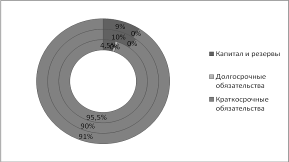 9%
0%
10%
0%
4,5%
0%
95,5%
90%
91%
Капитал и резервы
Долгосрочные
обязательства
Краткосрочные
обязательства